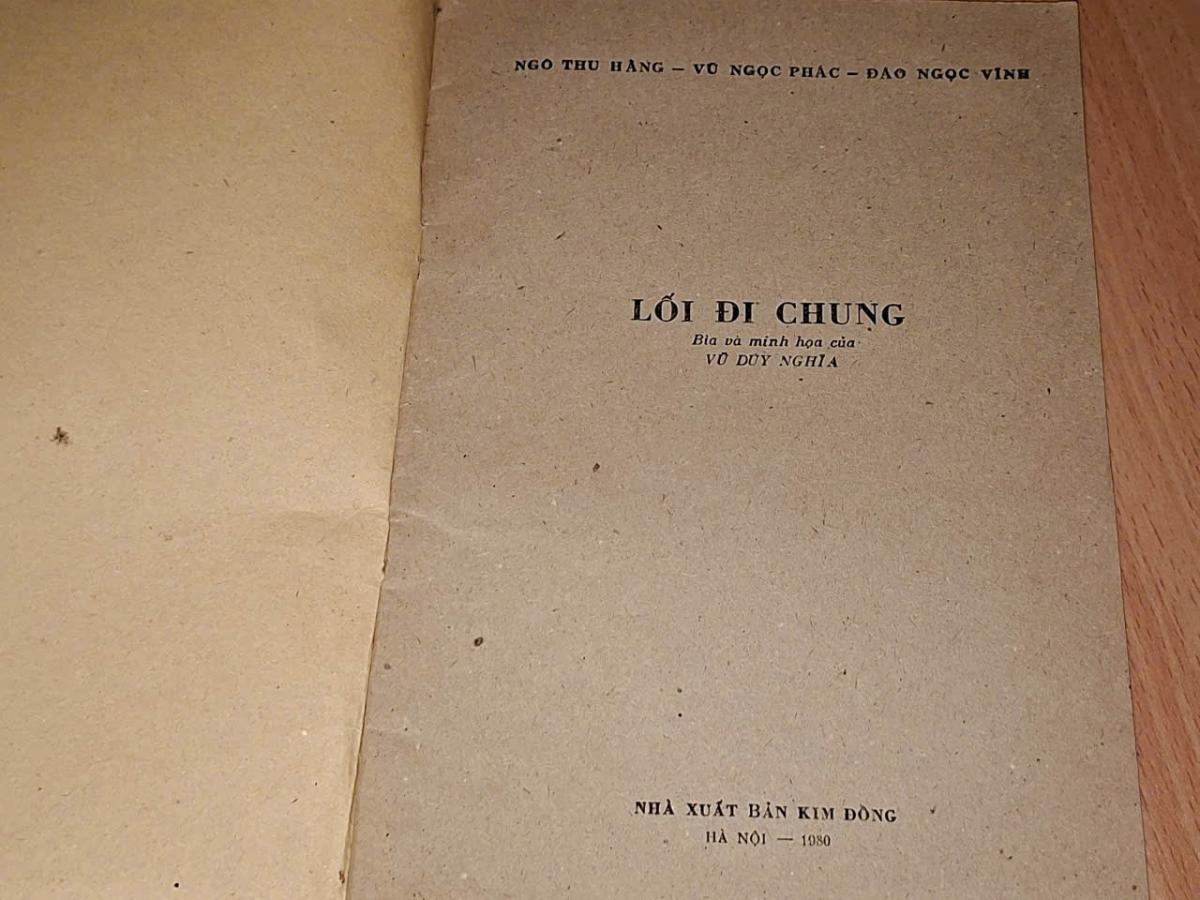 NGÔ THU HẰNG — VŨ NGỌC PHÁC — ĐÀO NGỌC VĨNH
LỐI ĐI CHUNG
Bìa và minh họa của
VŨ DUY NGHĨA
NHÀ XUẤT BẢN KIM ĐỒNG
HÀ NỘI — 1980